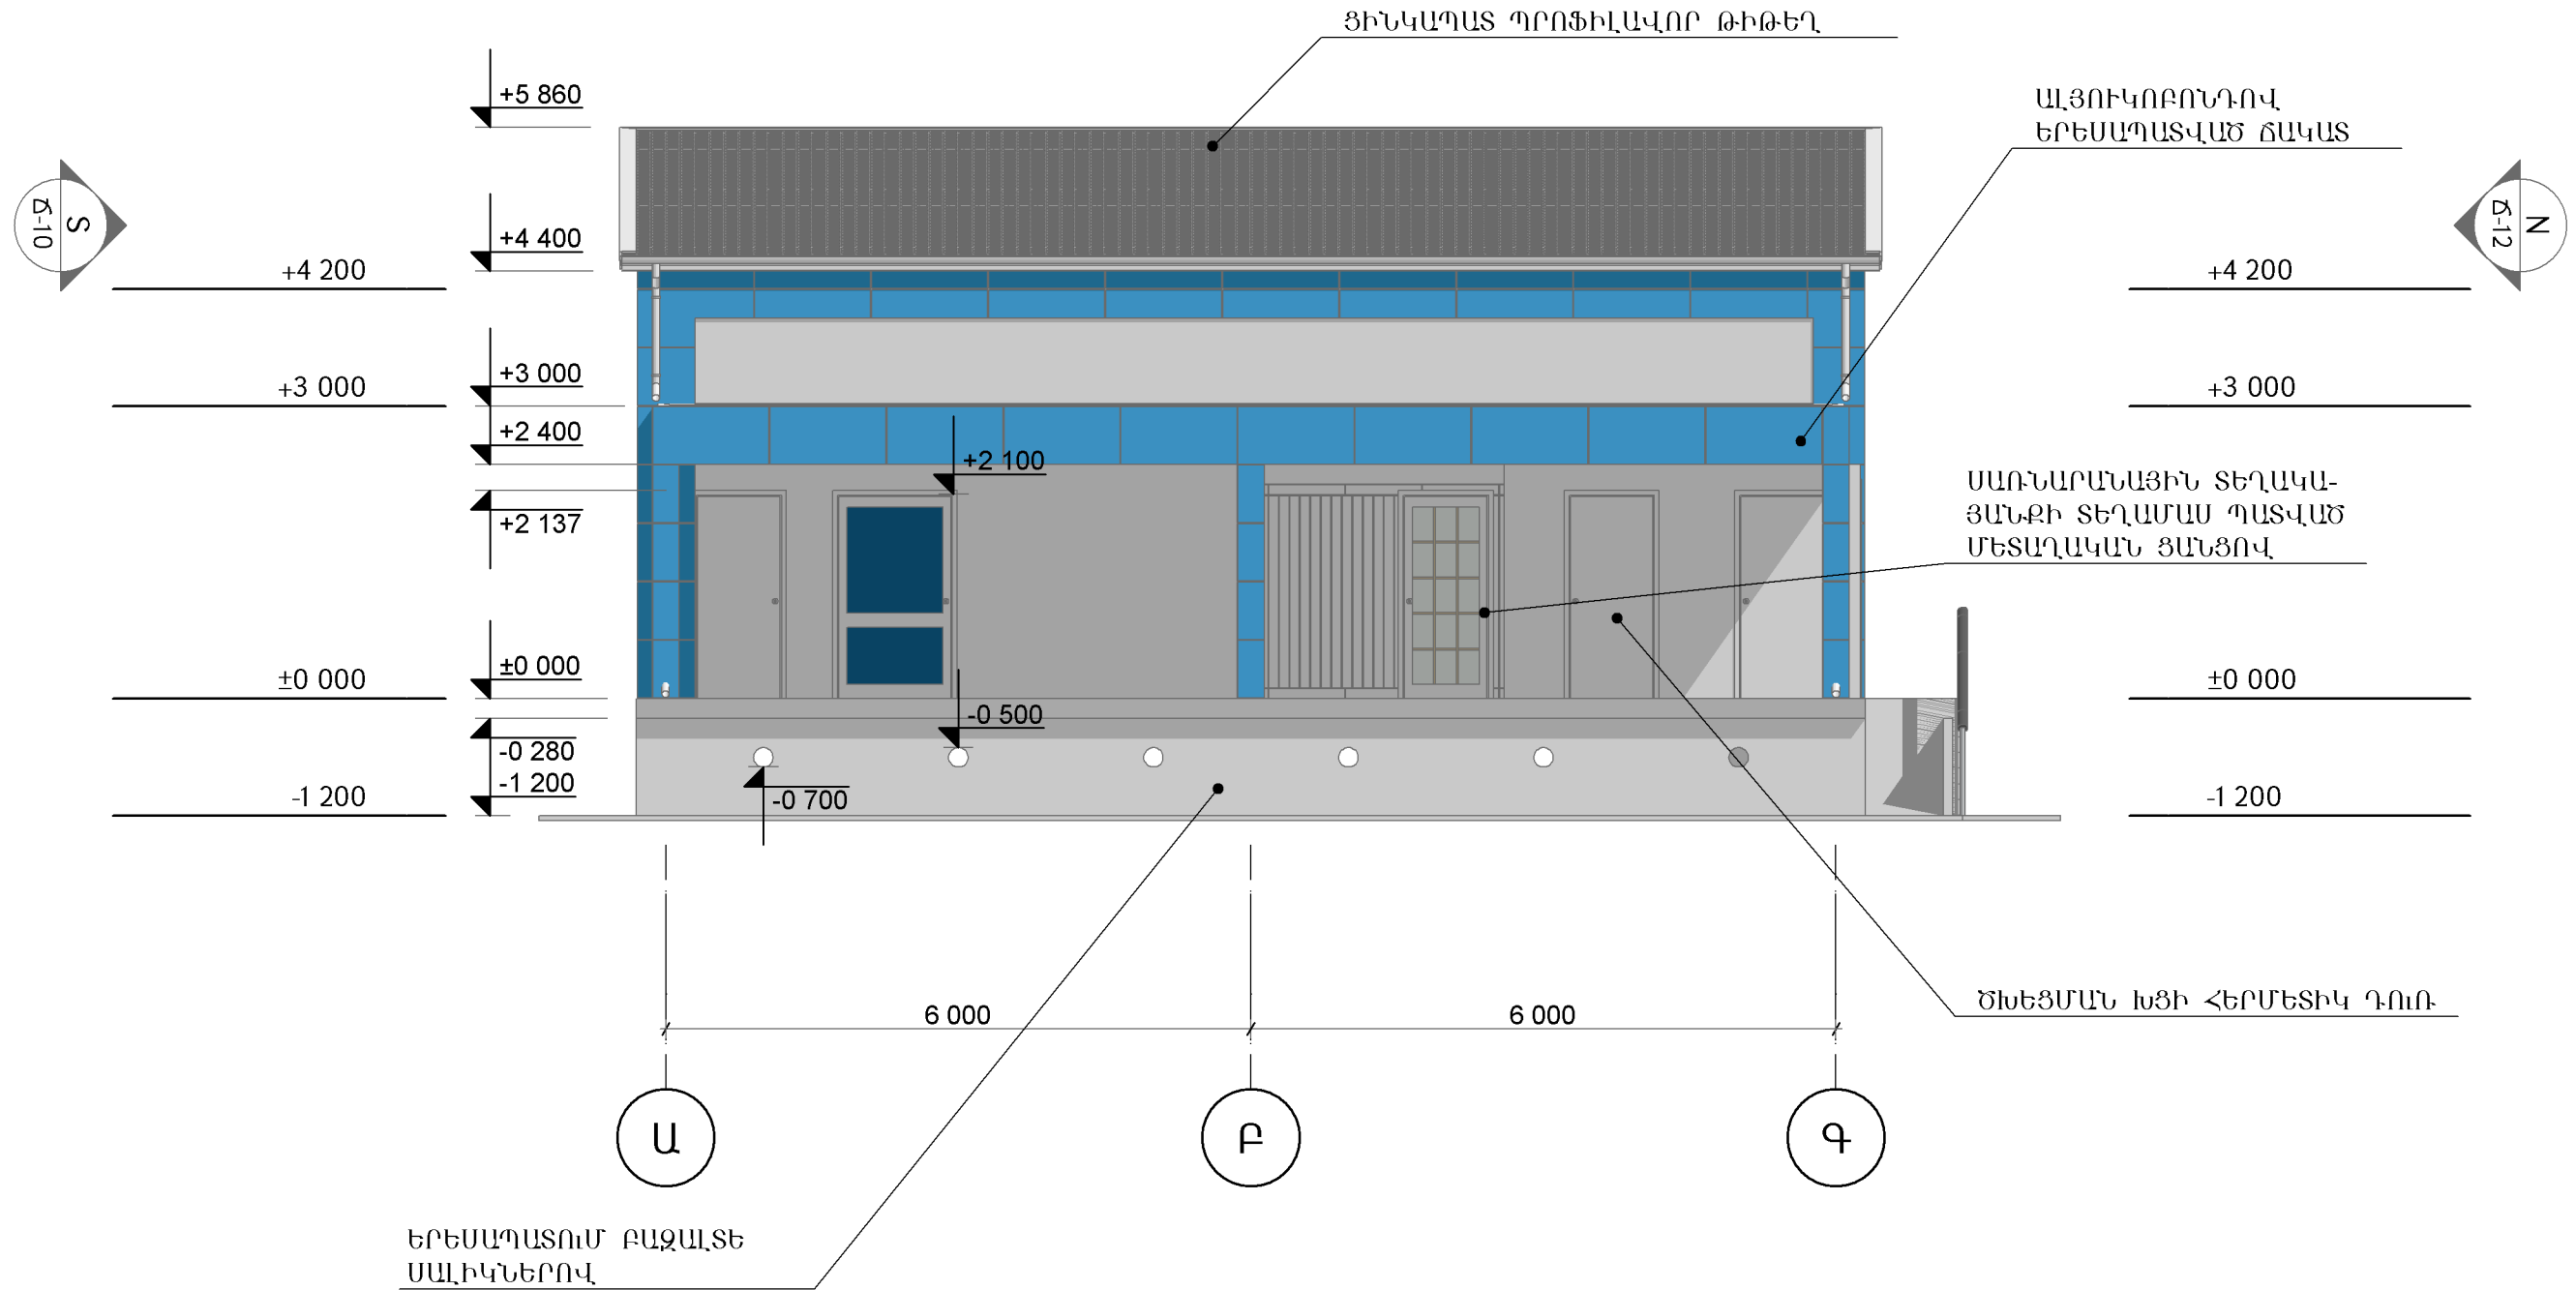 ՑԻՆԿԱՊԱՏ ՊՐՈՖԻԼԱՎՈՐ ԹԻԹԵՂ
ԱԼՅՈՒԿՈԲՈՆԴՈՎ
ԵՐԵՍԱՊԱՏՎԱԾ ՃԱԿԱՏ
+5 860
+4 400
+3 000
+2 400
+2 137
±0 000
-0 280
-1 200
S
Ճ-10
N
Ճ-12
+4 200
+3 000
±0 000
-1 200
+4 200
+3 000
±0 000
-1 200
+2 100
-0 500
-0 700
ՍԱՌՆԱՐԱՆԱՅԻՆ ՏԵՂԱԿԱ-
ՅԱՆՔԻ ՏԵՂԱՄԱՍ ՊԱՏՎԱԾ
ՄԵՏԱՂԱԿԱՆ ՑԱՆՑՈՎ
ԾԽԵՑՄԱՆ ԽՑԻ ՀԵՐՄԵՏԻԿ ԴՈւՌ
6 000
6 000
Ա
Բ
Գ
ԵՐԵՍԱՊԱՏՈւՄ ԲԱԶԱԼՏԵ
ՍԱԼԻԿՆԵՐՈՎ